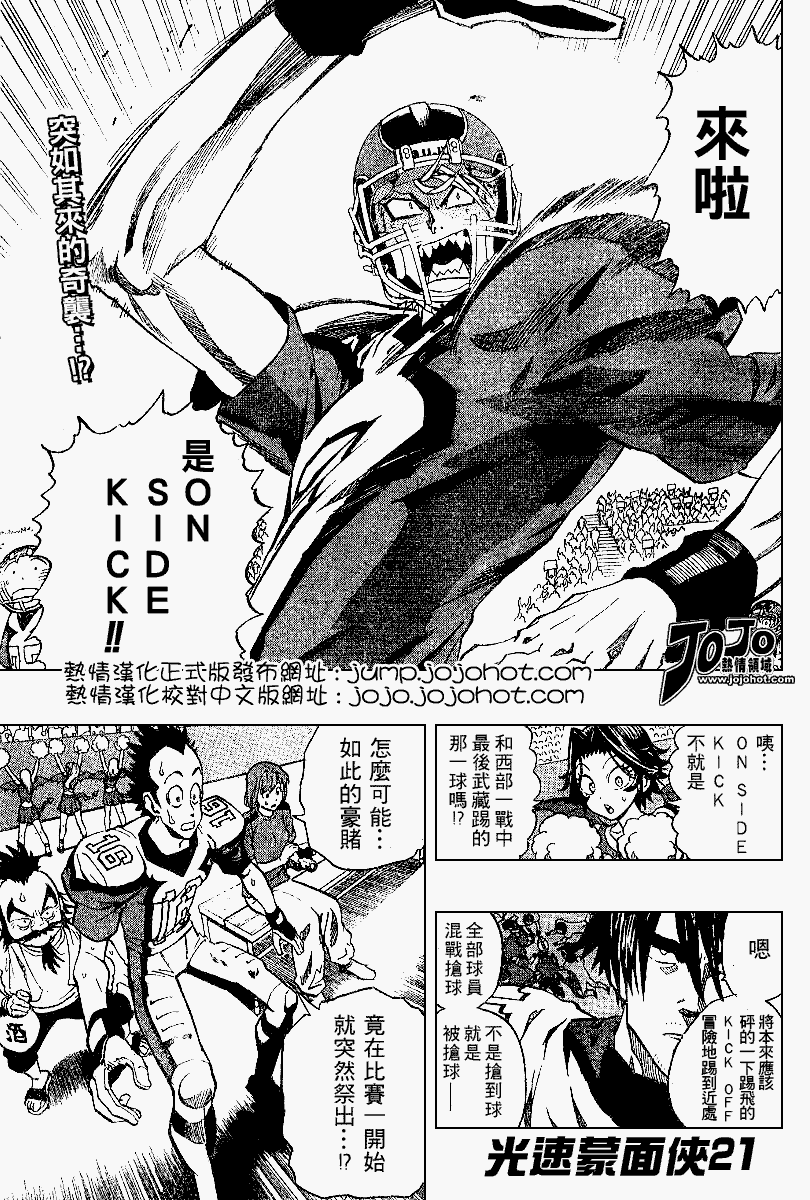 來啦
突如其來的奇襲…!?
是ON
SIDE
KICK!!
熱情漢化正式版發布網址:jump.jojohot.com
熱情漢化校對中文版網址:jojo.jojohot.com
JOJO
熱情領域
www.jojohot.com
咦…
ON SIDE
KICK
不就是
和西部一戰中
最後武藏踢的
那一球嗎!?
嗯
將本來應該
砰的一下踢飛的
KICK OFF
冒險地踢到近處
全部球員
混戰搶球
不是搶到球
就是
被搶球—
怎麼可能…
如此的豪賭
竟在比賽一開始
就突然祭出…!?
16
16
酒
光速蒙面俠21